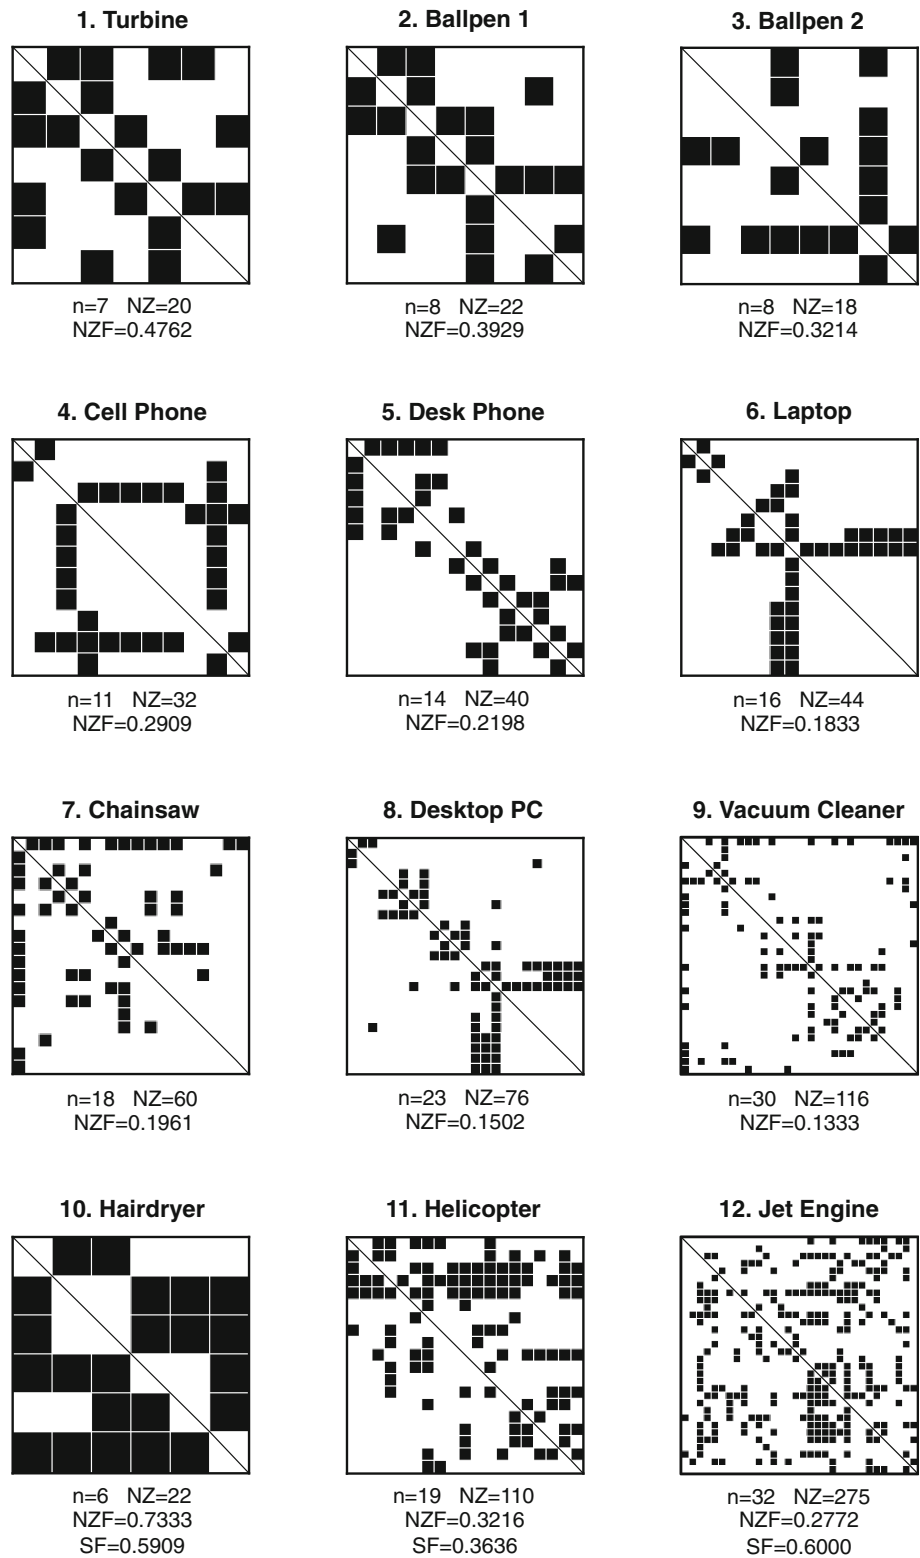 1. Turbine
2. Ballpen 1
3. Ballpen 2
n=7 NZ=20
NZF=0.4762
n=8 NZ=22
NZF=0.3929
n=8 NZ=18
NZF=0.3214
4. Cell Phone
5. Desk Phone
6. Laptop
n=11 NZ=32
NZF=0.2909
n=14 NZ=40
NZF=0.2198
n=16 NZ=44
NZF=0.1833
7. Chainsaw
8. Desktop PC
9. Vacuum Cleaner
n=18 NZ=60
NZF=0.1961
n=23 NZ=76
NZF=0.1502
n=30 NZ=116
NZF=0.1333
10. Hairdryer
11. Helicopter
12. Jet Engine
n=6 NZ=22
NZF=0.7333
SF=0.5909
n=19 NZ=110
NZF=0.3216
SF=0.3636
n=32 NZ=275
NZF=0.2772
SF=0.6000